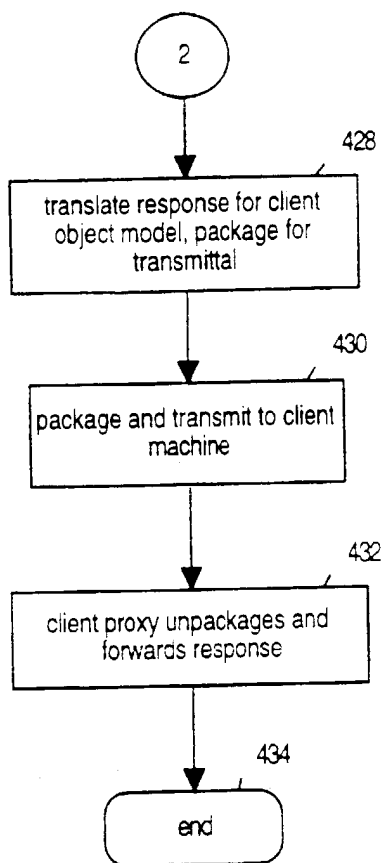 2
428
translate response for client
object model, package for
transmittal
430
package and transmit to client
machine
432
client proxy unpackages and
forwards response
434
end